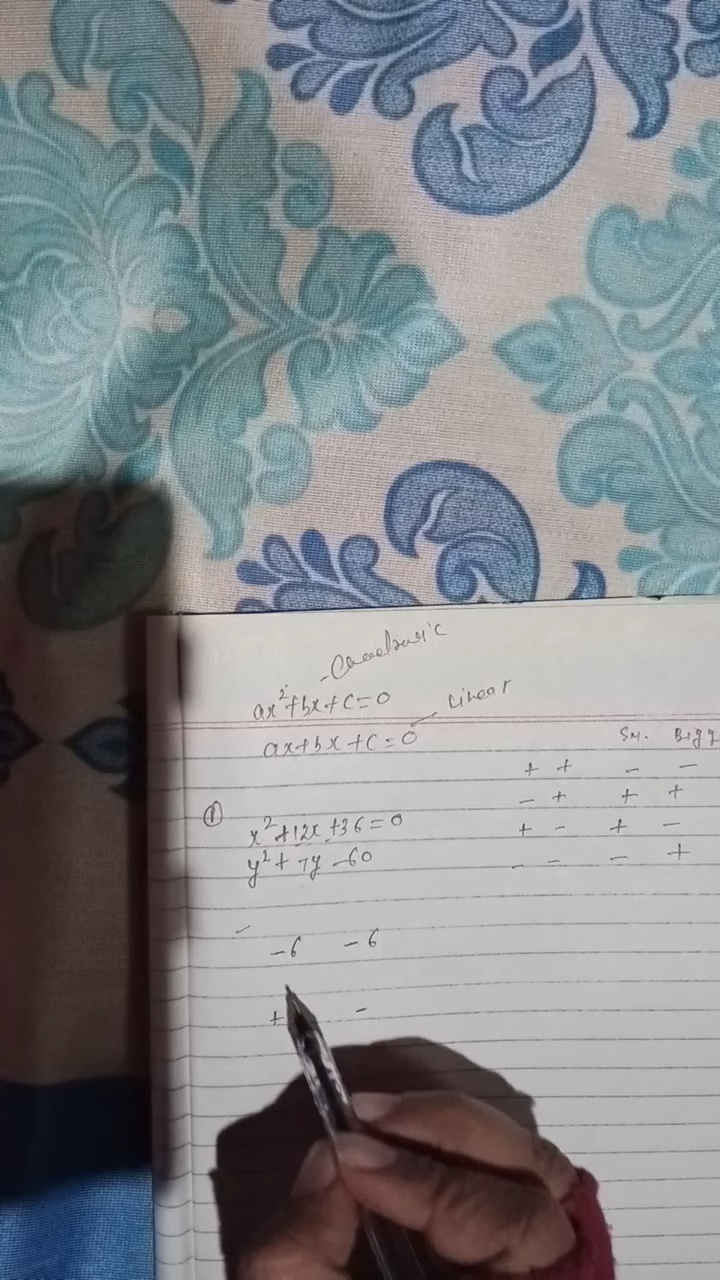 ax²+bx+c=0
- Linear
ax+bx+c=0
Sm. Bigg
+ + - -
- + + +
①
x²+12x+36=0
+ - + -
y²+7y-60
- - - +
-6 -6
+ -